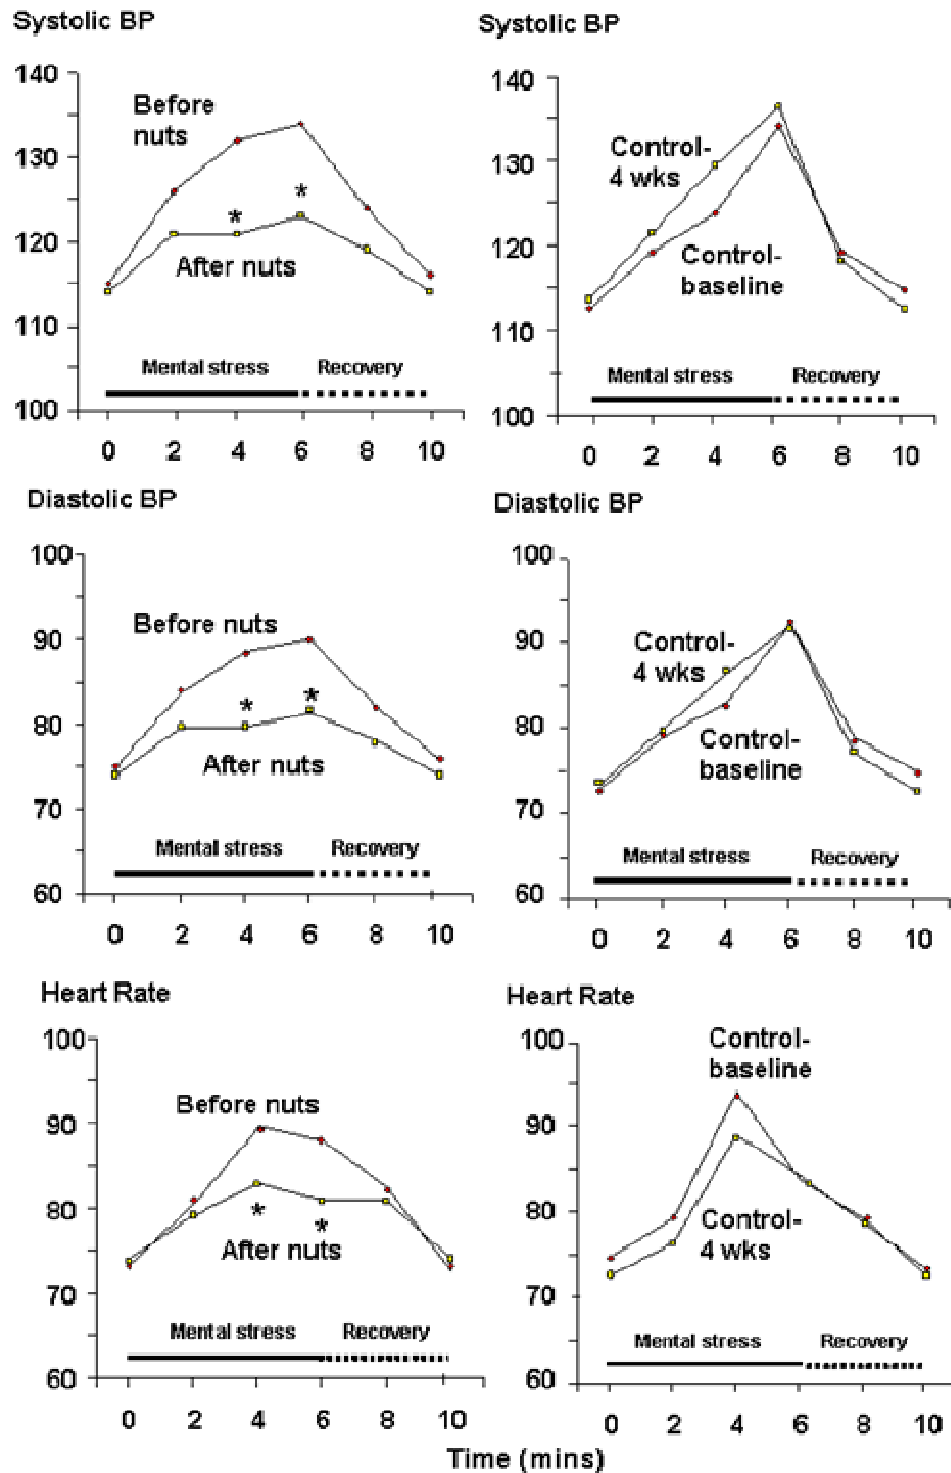 Systolic BP
140
130
120
110
100
Before
nuts
*
*
After nuts
Mental stress
Recovery
0 2 4 6 8 10
Systolic BP
140
130
120
110
100
Control-
4 wks
Control-
baseline
Mental stress
Recovery
0 2 4 6 8 10
Diastolic BP
100
90
80
70
60
Before nuts
*
*
After nuts
Mental stress
Recovery
0 2 4 6 8 10
Diastolic BP
100
90
80
70
60
Control-
4 wks
Control-
baseline
Mental stress
Recovery
0 2 4 6 8 10
Heart Rate
100
90
80
70
60
Before nuts
*
*
After nuts
Mental stress
Recovery
0 2 4 6 8 10
Heart Rate
100
90
80
70
60
Control-
baseline
Control-
4 wks
Mental stress
Recovery
0 2 4 6 8 10
Time (mins)